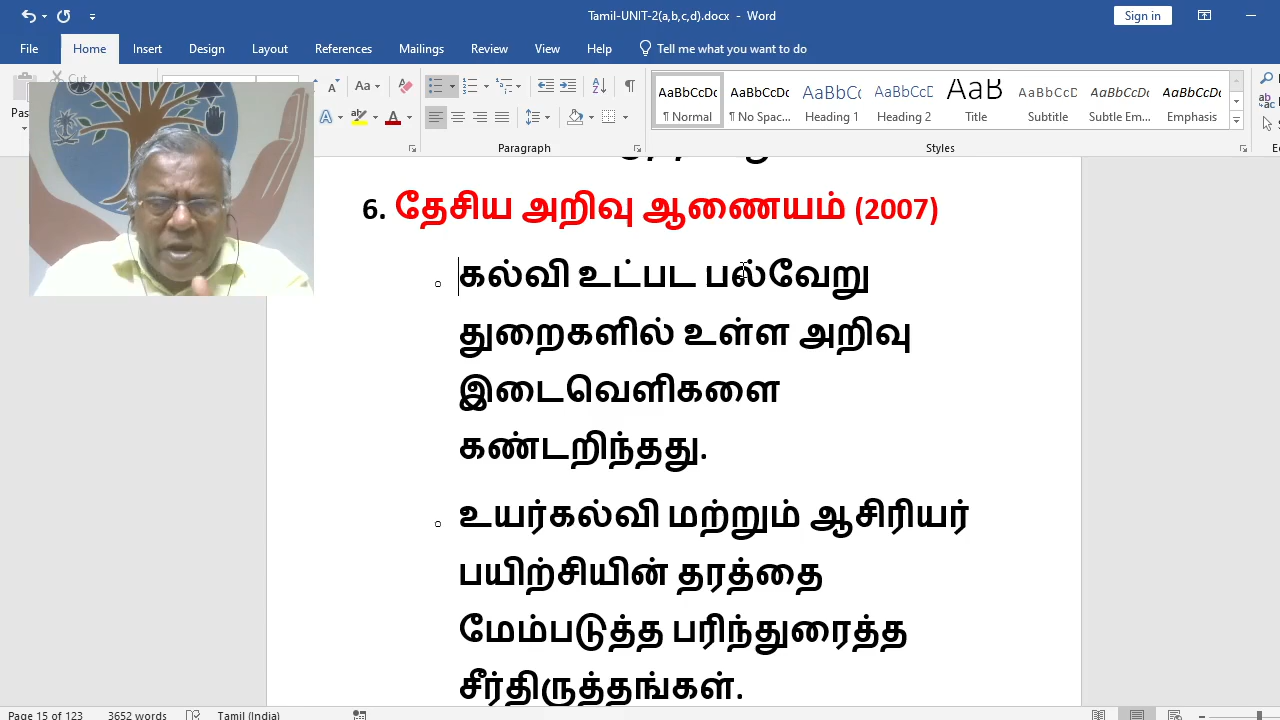 Tamil-UNIT-2(a,b,c,d).docx - Word
Sign in
File Home Insert Design Layout References Mailings Review View Help Tell me what you want to do
Cut
Pas
Aa
AaBbCcDc AaBbCcDc AaBbCc AaBbCcD AaB AaBbCcD AaBbCcDc AaBbCcDc
¶ Normal ¶ No Spac... Heading 1 Heading 2 Title Subtitle Subtle Em... Emphasis
Paragraph Styles
6. தேசிய அறிவு ஆணையம் (2007)
கல்வி உட்பட பல்வேறு
துறைகளில் உள்ள அறிவு
இடைவெளிகளை
கண்டறிந்தது.
உயர்கல்வி மற்றும் ஆசிரியர்
பயிற்சியின் தரத்தை
மேம்படுத்த பரிந்துரைத்த
சீர்திருத்தங்கள்.
Page 15 of 123 3652 words Tamil (India)